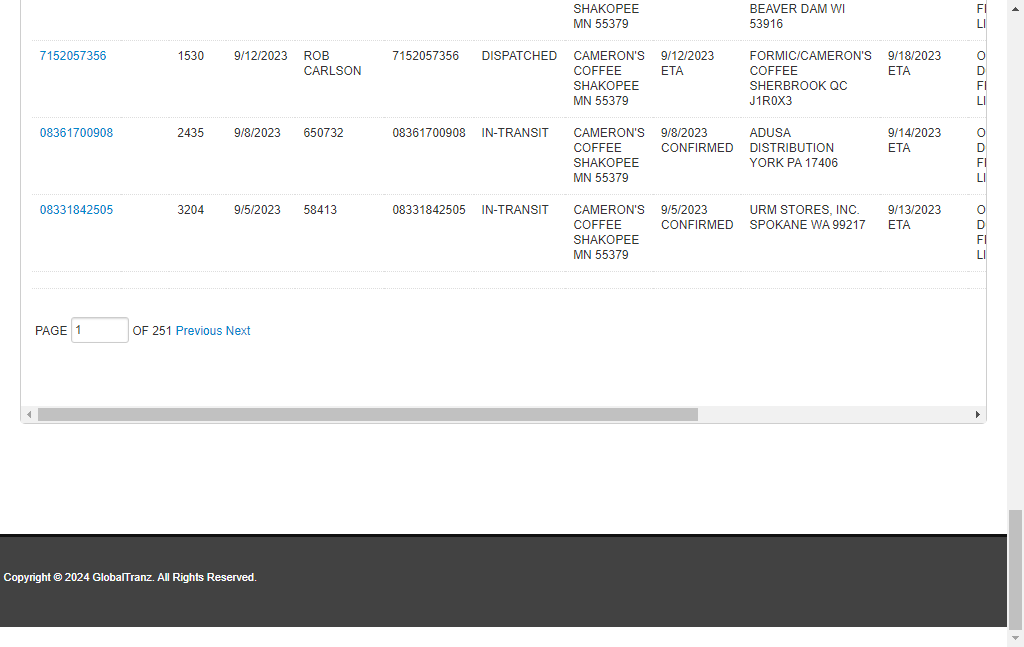 SHAKOPEE BEAVER DAM WI FI
MN 55379 53916 LI
7152057356 1530 9/12/2023 ROB 7152057356 DISPATCHED CAMERON'S 9/12/2023 FORMIC/CAMERON'S 9/18/2023 O
CARLSON COFFEE ETA COFFEE ETA D
SHAKOPEE SHERBROOK QC FI
MN 55379 J1R0X3 LI
08361700908 2435 9/8/2023 650732 08361700908 IN-TRANSIT CAMERON'S 9/8/2023 ADUSA 9/14/2023 O
COFFEE CONFIRMED DISTRIBUTION ETA D
SHAKOPEE YORK PA 17406 FI
MN 55379 LI
08331842505 3204 9/5/2023 58413 08331842505 IN-TRANSIT CAMERON'S 9/5/2023 URM STORES, INC. 9/13/2023 O
COFFEE CONFIRMED SPOKANE WA 99217 ETA D
SHAKOPEE FI
MN 55379 LI
PAGE 1 OF 251 Previous Next
Copyright © 2024 GlobalTranz. All Rights Reserved.